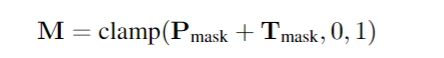 M = clamp(P_mask + T_mask, 0, 1)